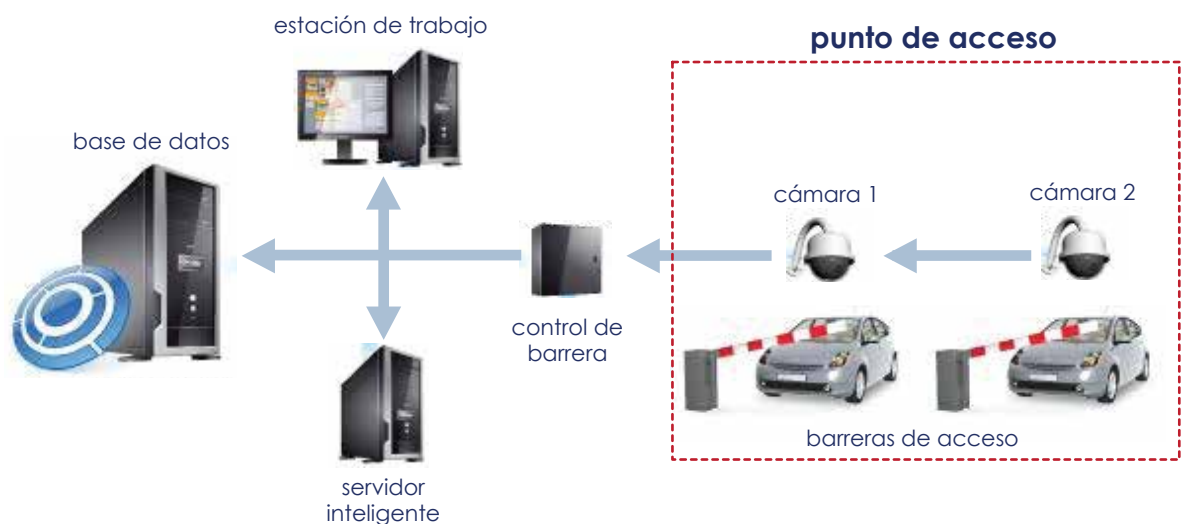 estación de trabajo
punto de acceso
base de datos
cámara 1
cámara 2
control de
barrera
barreras de acceso
servidor
inteligente